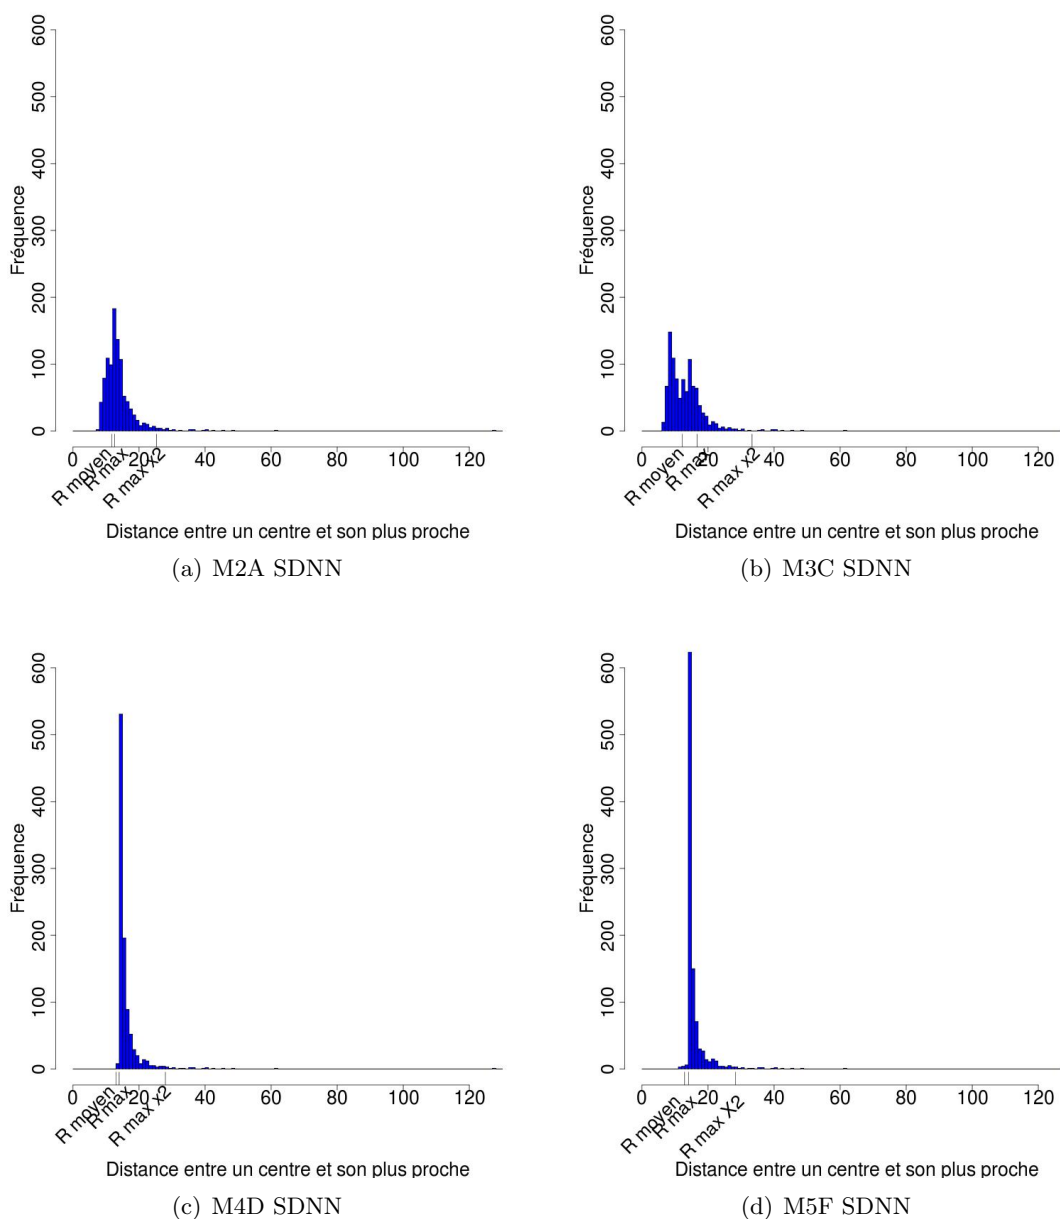 600
500
400
300
200
100
0
Fréquence
0 20 40 60 80 100 120
R moyen
R max
R max x2
Distance entre un centre et son plus proche
(a) M2A SDNN
600
500
400
300
200
100
0
Fréquence
0 20 40 60 80 100 120
R moyen
R max
R max x2
Distance entre un centre et son plus proche
(b) M3C SDNN
600
500
400
300
200
100
0
Fréquence
0 20 40 60 80 100 120
R moyen
R max
R max x2
Distance entre un centre et son plus proche
(c) M4D SDNN
600
500
400
300
200
100
0
Fréquence
0 20 40 60 80 100 120
R moyen
R max
R max X2
Distance entre un centre et son plus proche
(d) M5F SDNN